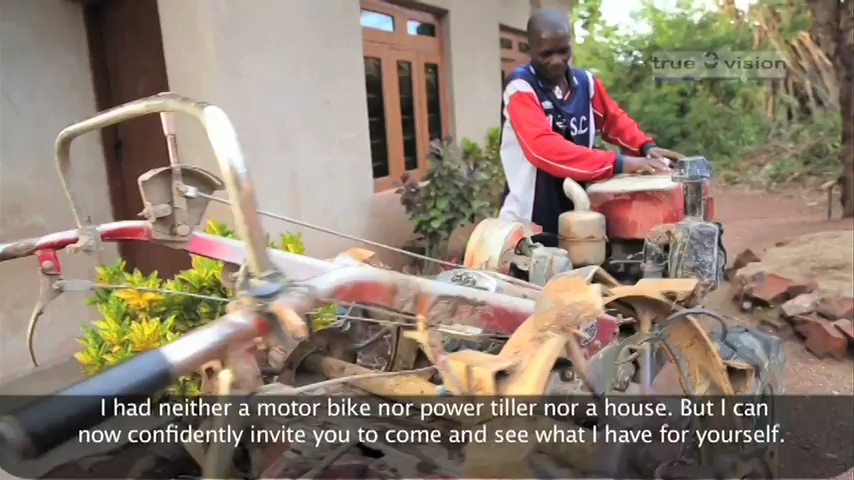 true vision
I had neither a motor bike nor power tiller nor a house. But I can
now confidently invite you to come and see what I have for yourself.